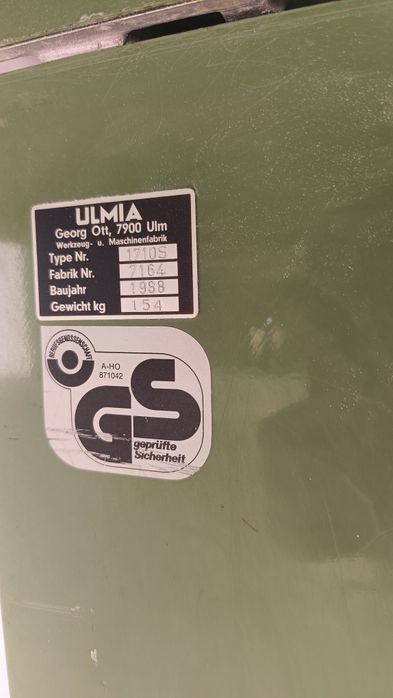 ULMIA
Georg Ott, 7900 Ulm
Werkzeug- u. Maschinenfabrik
Type Nr. 1710S
Fabrik Nr. 7164
Baujahr 1988
Gewicht kg 154
BERUFSGENOSSENSCHAFT
A-HO
871042
GS
geprüfte
Sicherheit